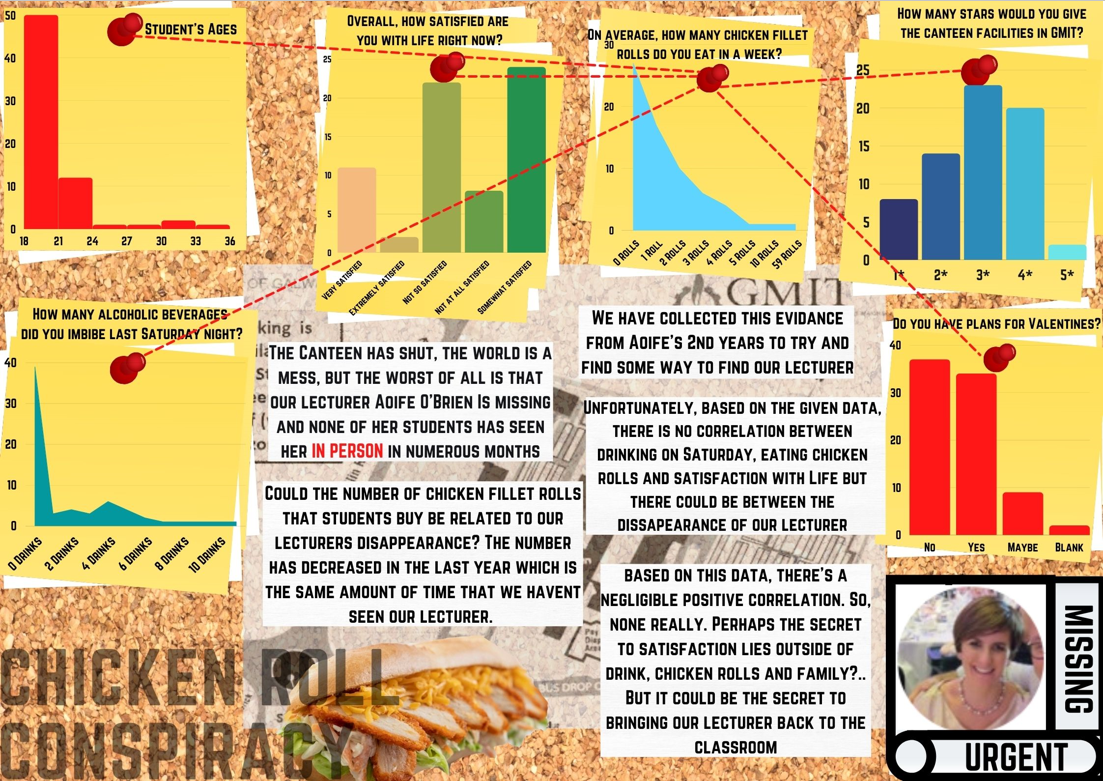 Student's Ages
50
40
30
20
10
0
18 21 24 27 30 33 36
Overall, how satisfied are
you with life right now?
25
20
15
10
5
0
Very satisfied
Extremely satisfied
Not so satisfied
Not at all satisfied
Somewhat satisfied
On average, how many chicken fillet
rolls do you eat in a week?
30
20
10
0
0 rolls
1 roll
2 rolls
3 rolls
4 rolls
5 rolls
10 rolls
59 rolls
How many stars would you give
the canteen facilities in GMIT?
25
20
15
10
5
0
1* 2* 3* 4* 5*
How many alcoholic beverages
did you imbibe last Saturday night?
40
30
20
10
0
0 drinks
2 drinks
4 drinks
6 drinks
8 drinks
10 drinks
GMIT
king is
The Canteen has shut, the world is a
mess, but the worst of all is that
our lecturer Aoife O'Brien is missing
and none of her students has seen
her in person in numerous months
Could the number of chicken fillet rolls
that students buy be related to our
lecturers disappearance? The number
has decreased in the last year which is
the same amount of time that we havent
seen our lecturer.
We have collected this evidance
from Aoife's 2nd years to try and
find some way to find our lecturer
Unfortunately, based on the given data,
there is no correlation between
drinking on Saturday, eating chicken
rolls and satisfaction with Life but
there could be between the
dissapearance of our lecturer
Based on this data, there's a
negligible positive correlation. So,
none really. Perhaps the secret
to satisfaction lies outside of
drink, chicken rolls and family?..
But it could be the secret to
bringing our lecturer back to the
classroom
Do you have plans for Valentines?
40
30
20
10
0
No Yes Maybe Blank
BUS DROP
CHICKEN ROLL
CONSPIRACY
MISSING
URGENT